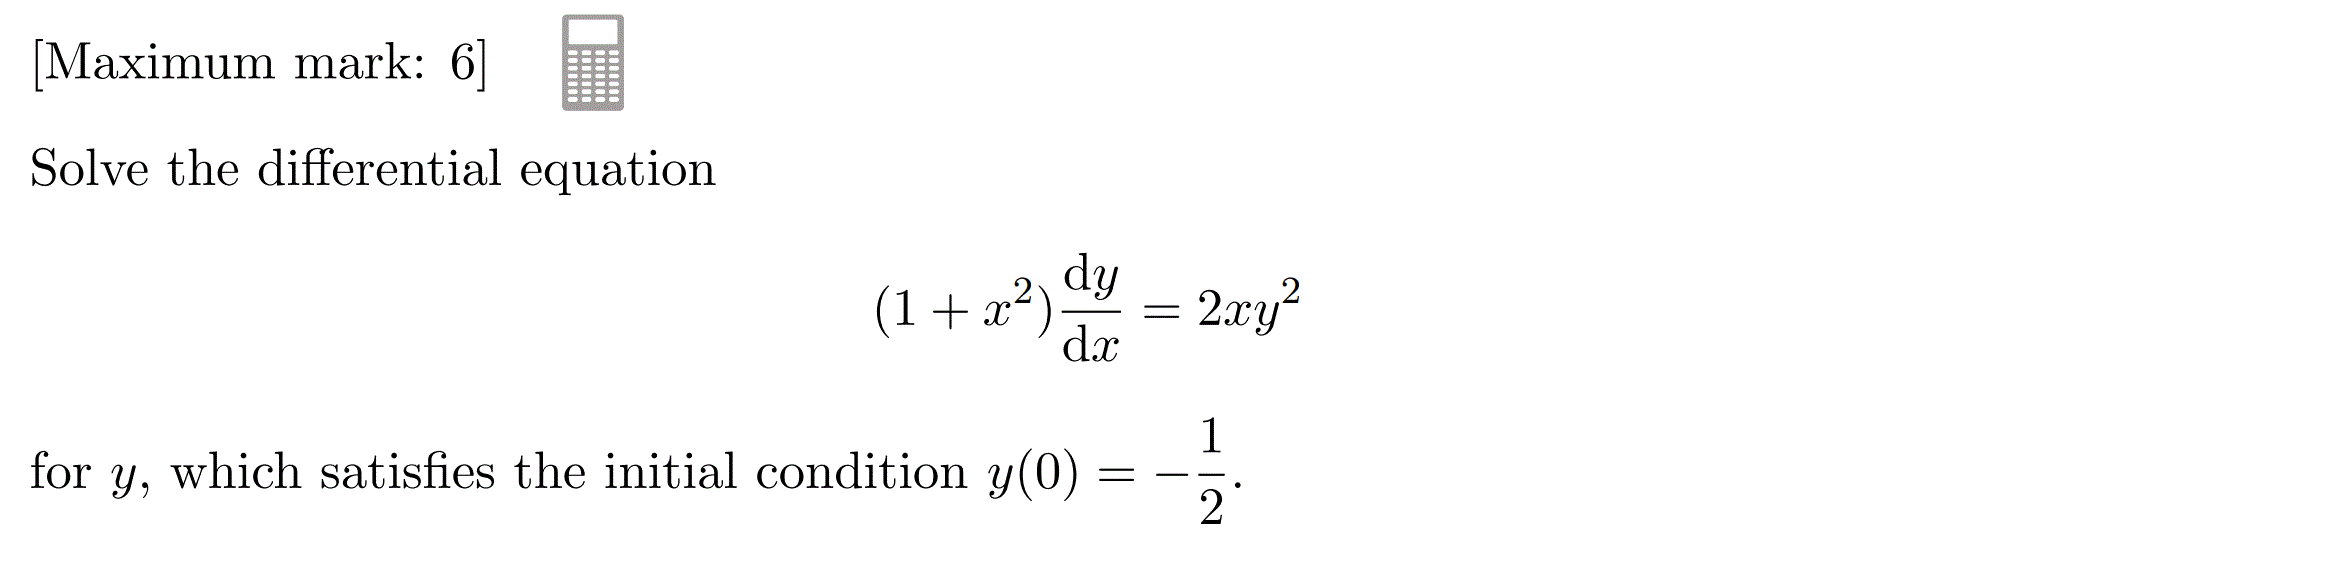 [Maximum mark: 6]
Solve the differential equation
(1 + x²) dy/dx = 2xy²
for y, which satisfies the initial condition y(0) = −1/2.